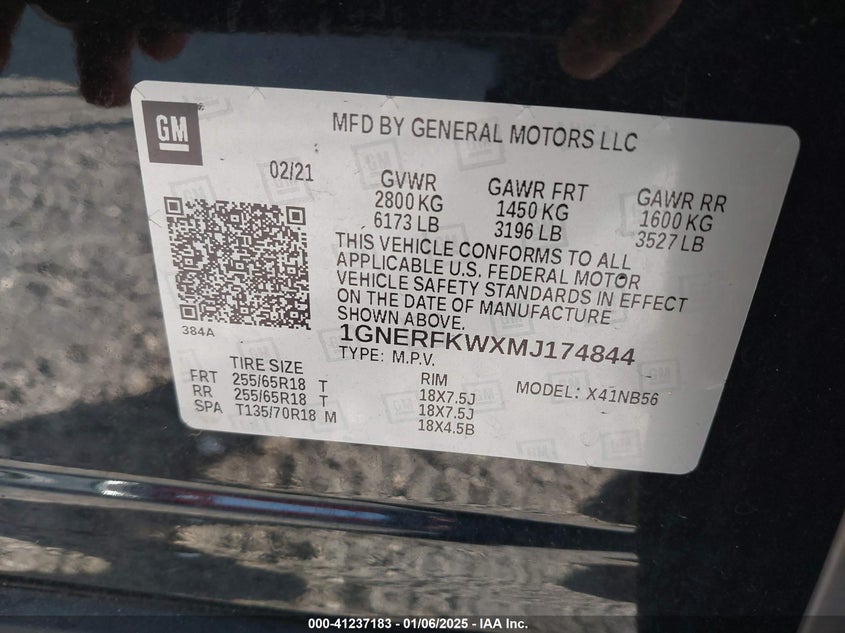 GM
MFD BY GENERAL MOTORS LLC
02/21
GVWR
2800 KG
6173 LB
GAWR FRT
1450 KG
3196 LB
GAWR RR
1600 KG
3527 LB
THIS VEHICLE CONFORMS TO ALL
APPLICABLE U.S. FEDERAL MOTOR
VEHICLE SAFETY STANDARDS IN EFFECT
ON THE DATE OF MANUFACTURE
SHOWN ABOVE.
384A
1GNERFKWXMJ174844
TYPE: M.P.V.
TIRE SIZE
FRT 255/65R18 T
RR 255/65R18 T
SPA T135/70R18 M
RIM
18X7.5J
18X7.5J
18X4.5B
MODEL: X41NB56
000-41237183 - 01/06/2025 - IAA Inc.